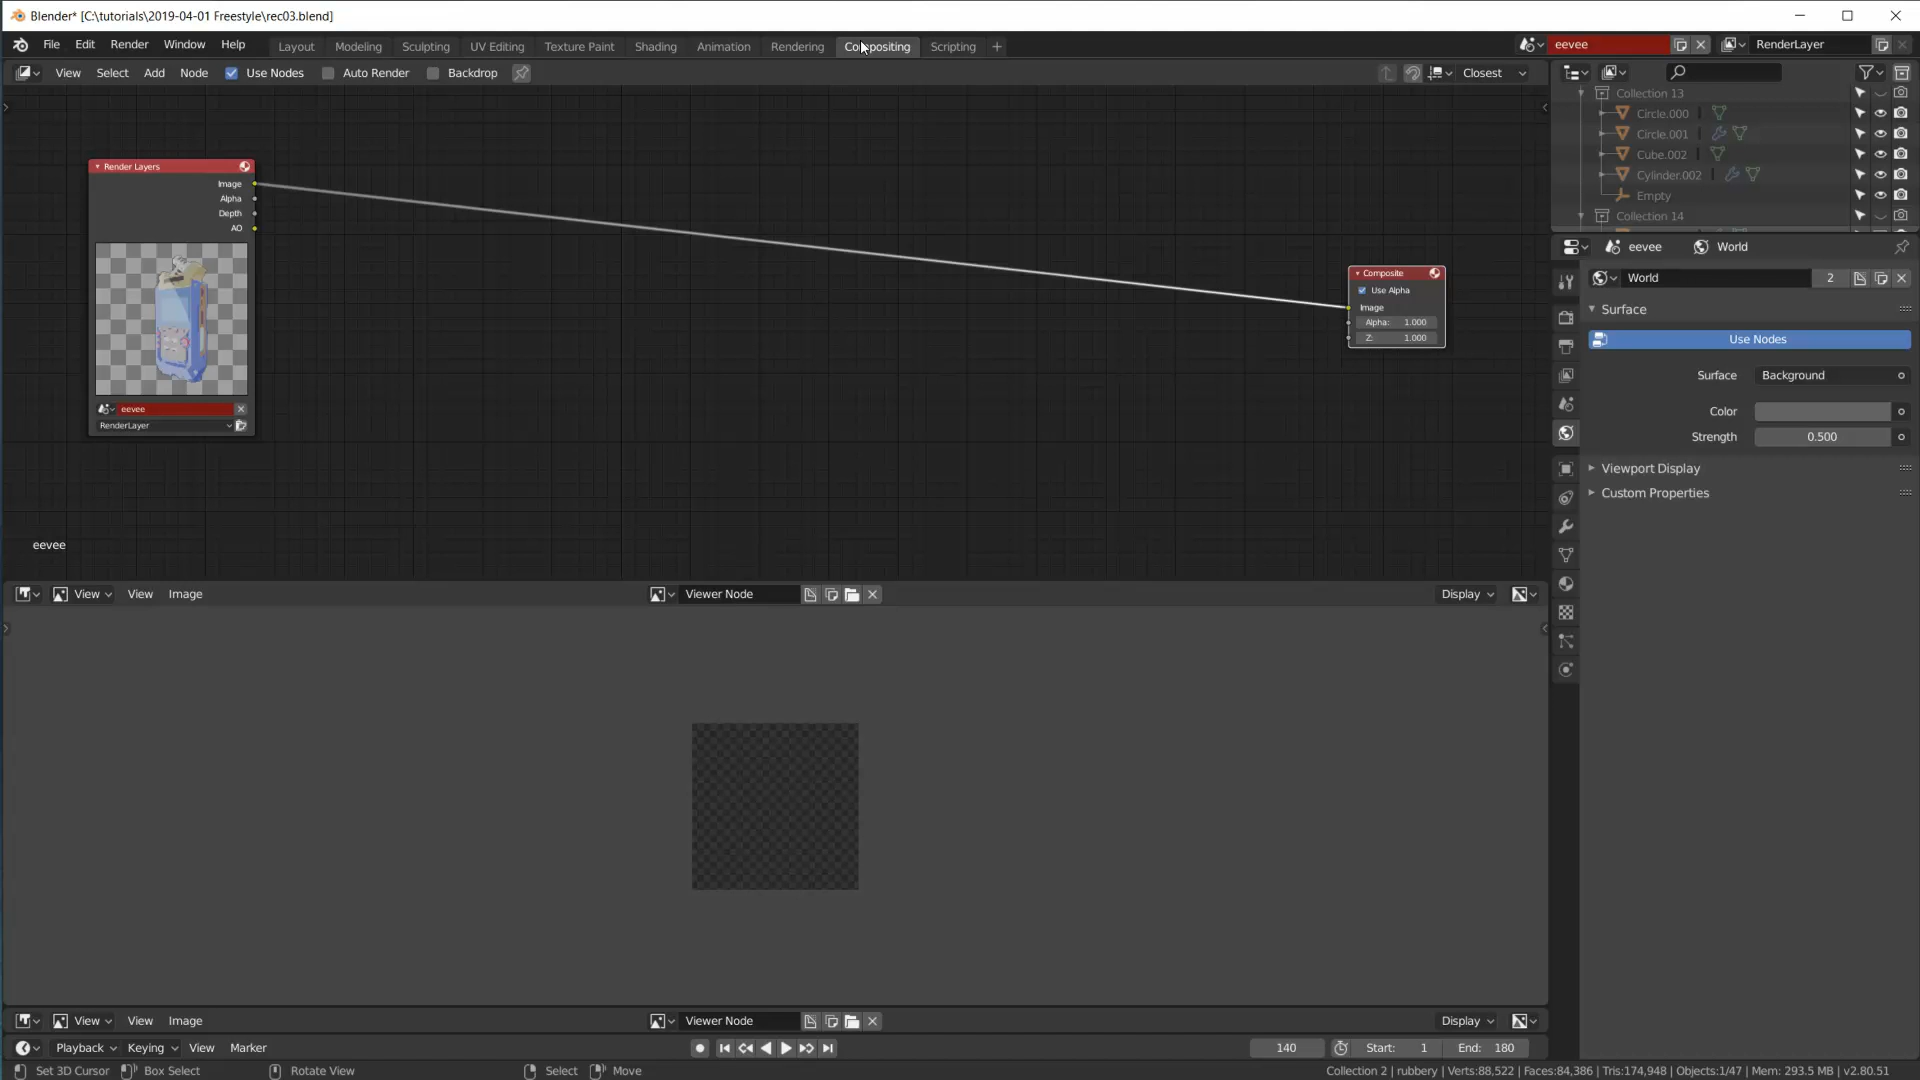 Blender* [C:\tutorials\2019-04-01 Freestyle\rec03.blend]
File Edit Render Window Help Layout Modeling Sculpting UV Editing Texture Paint Shading Animation Rendering Compositing Scripting + eevee RenderLayer
View Select Add Node Use Nodes Auto Render Backdrop Closest
Collection 13
Circle.000
Circle.001
Cube.002
Cylinder.002
Empty
Collection 14
Render Layers
Image
Alpha
Depth
AO
eevee
RenderLayer
Composite
Use Alpha
Image
Alpha: 1.000
Z: 1.000
eevee
eevee World
World 2
Surface
Use Nodes
Surface Background
Color
Strength 0.500
Viewport Display
Custom Properties
View View Image Viewer Node Display
View View Image Viewer Node Display
Playback Keying View Marker 140 Start: 1 End: 180
Set 3D Cursor Box Select Rotate View Select Move Collection 2 | rubbery | Verts:88,522 | Faces:84,386 | Tris:174,948 | Objects:1/47 | Mem: 293.5 MB | v2.80.51